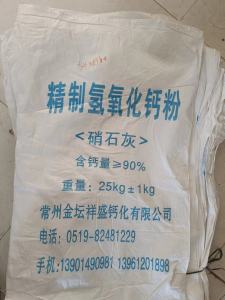 精制氢氧化钙粉
<硝石灰>
含钙量≥90%
重量：25kg±1kg
常州金坛祥盛钙化有限公司
电话：0519-82481229
手机：13901490981 13961201898